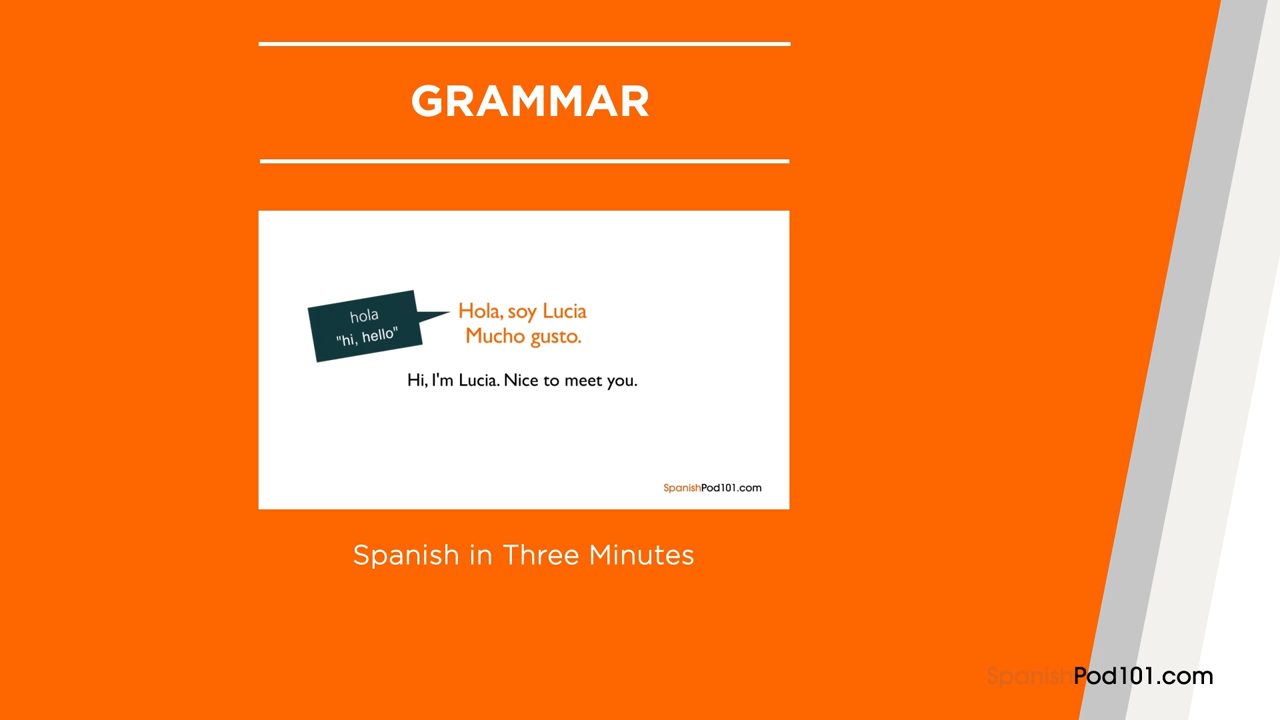 GRAMMAR
hola
"hi, hello"
Hola, soy Lucia
Mucho gusto.
Hi, I'm Lucia. Nice to meet you.
SpanishPod101.com
Spanish in Three Minutes
SpanishPod101.com